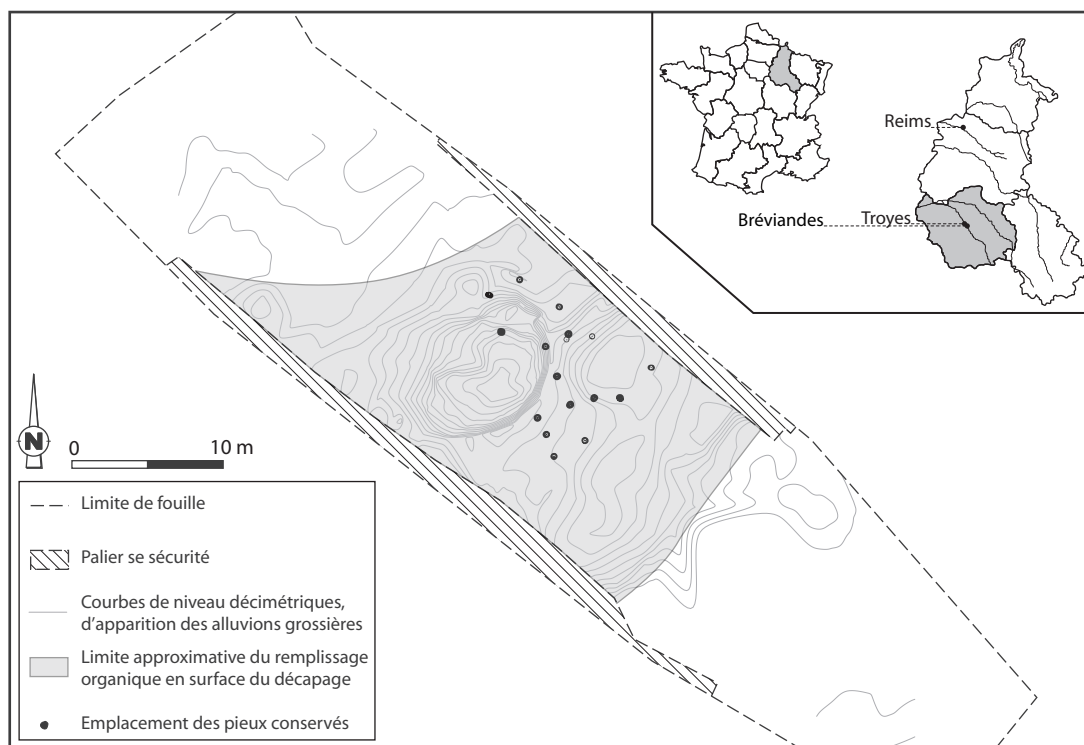 Reims
Bréviandes
Troyes
N
0 10 m
Limite de fouille
Palier se sécurité
Courbes de niveau décimétriques,
d'apparition des alluvions grossières
Limite approximative du remplissage
organique en surface du décapage
Emplacement des pieux conservés